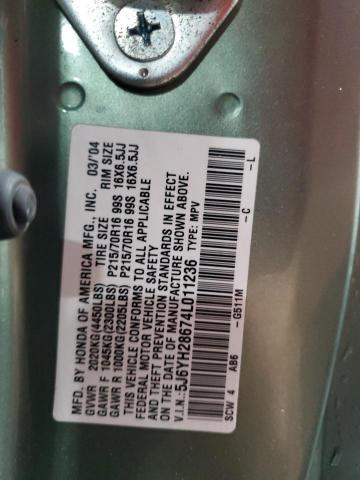 MFD. BY HONDA OF AMERICA MFG., INC. 03/'04
GVWR 2020KG(4450LBS) TIRE SIZE RIM SIZE
GAWR F 1045KG(2300LBS) P215/70R16 99S 16X6.5JJ
GAWR R 1000KG(2205LBS) P215/70R16 99S 16X6.5JJ
THIS VEHICLE CONFORMS TO ALL APPLICABLE
FEDERAL MOTOR VEHICLE SAFETY
AND THEFT PREVENTION STANDARDS IN EFFECT
ON THE DATE OF MANUFACTURE SHOWN ABOVE.
V.I.N.: 5J6YH28674L011236 TYPE: MPV
SCW 4 AB6 -G511M -C -L